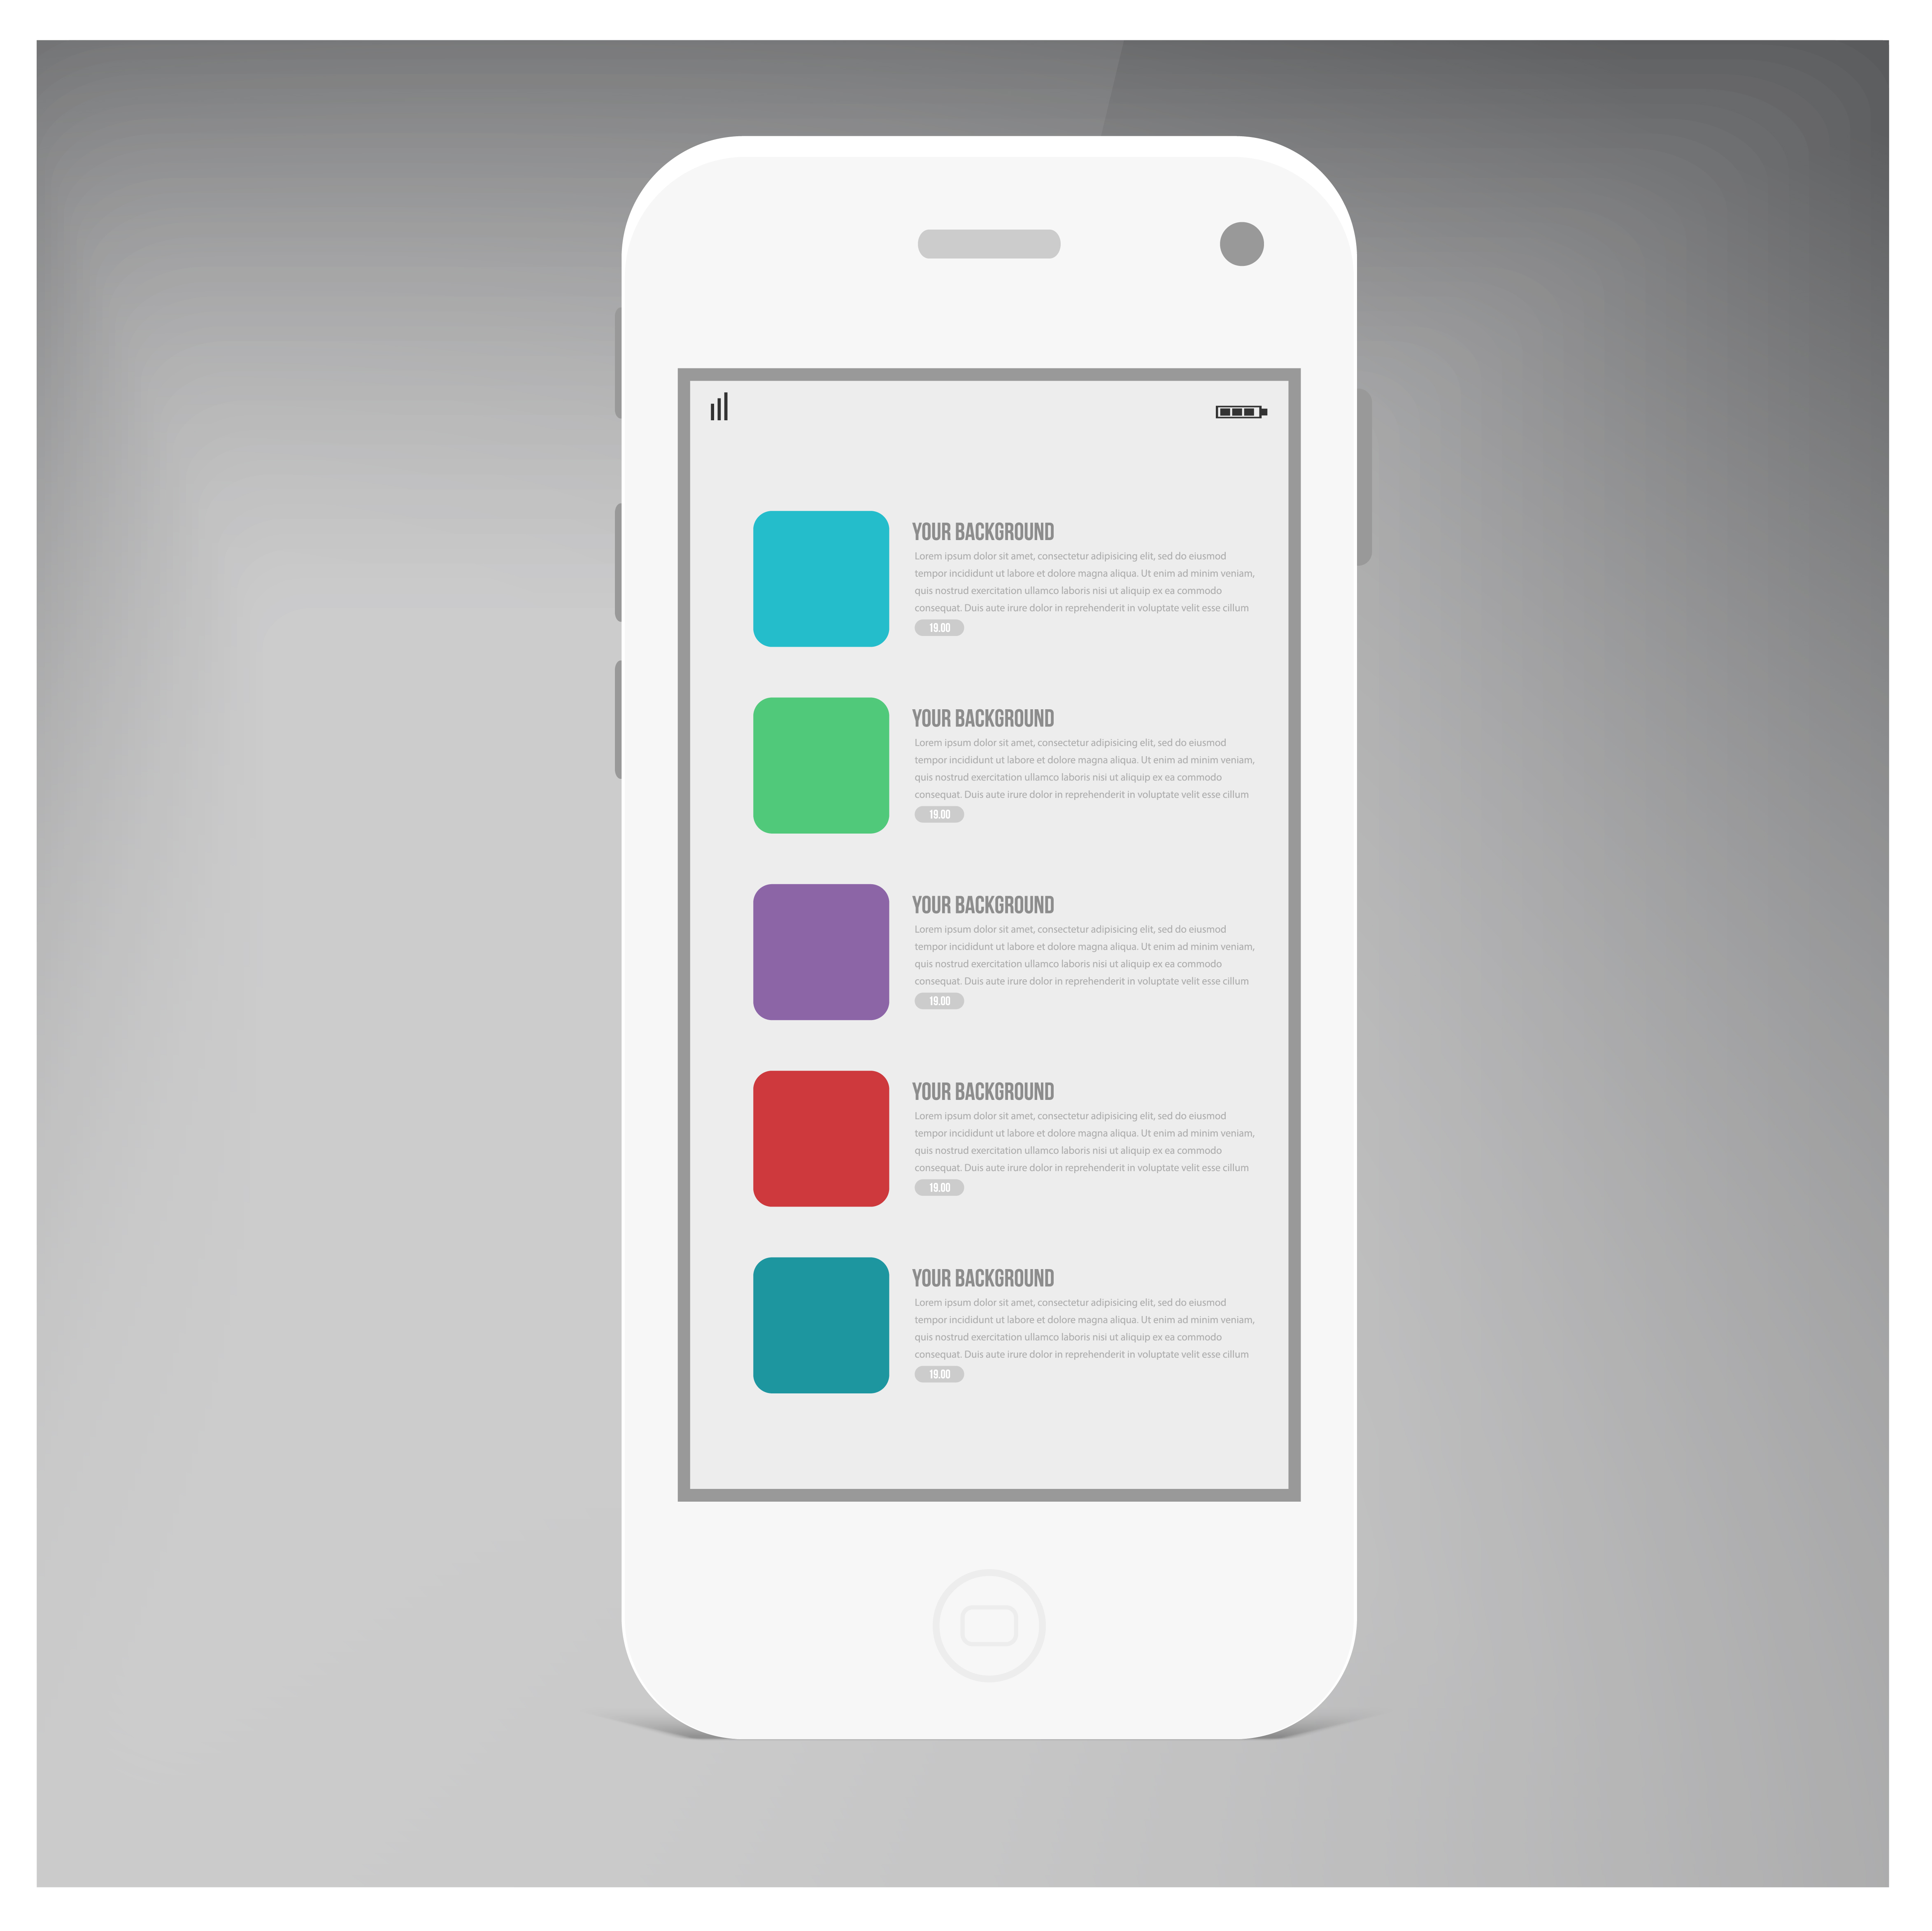 YOUR BACKGROUND
Lorem ipsum dolor sit amet, consectetur adipisicing elit, sed do eiusmod
tempor incididunt ut labore et dolore magna aliqua. Ut enim ad minim veniam,
quis nostrud exercitation ullamco laboris nisi ut aliquip ex ea commodo
consequat. Duis aute irure dolor in reprehenderit in voluptate velit esse cillum
19.00
YOUR BACKGROUND
Lorem ipsum dolor sit amet, consectetur adipisicing elit, sed do eiusmod
tempor incididunt ut labore et dolore magna aliqua. Ut enim ad minim veniam,
quis nostrud exercitation ullamco laboris nisi ut aliquip ex ea commodo
consequat. Duis aute irure dolor in reprehenderit in voluptate velit esse cillum
19.00
YOUR BACKGROUND
Lorem ipsum dolor sit amet, consectetur adipisicing elit, sed do eiusmod
tempor incididunt ut labore et dolore magna aliqua. Ut enim ad minim veniam,
quis nostrud exercitation ullamco laboris nisi ut aliquip ex ea commodo
consequat. Duis aute irure dolor in reprehenderit in voluptate velit esse cillum
19.00
YOUR BACKGROUND
Lorem ipsum dolor sit amet, consectetur adipisicing elit, sed do eiusmod
tempor incididunt ut labore et dolore magna aliqua. Ut enim ad minim veniam,
quis nostrud exercitation ullamco laboris nisi ut aliquip ex ea commodo
consequat. Duis aute irure dolor in reprehenderit in voluptate velit esse cillum
19.00
YOUR BACKGROUND
Lorem ipsum dolor sit amet, consectetur adipisicing elit, sed do eiusmod
tempor incididunt ut labore et dolore magna aliqua. Ut enim ad minim veniam,
quis nostrud exercitation ullamco laboris nisi ut aliquip ex ea commodo
consequat. Duis aute irure dolor in reprehenderit in voluptate velit esse cillum
19.00